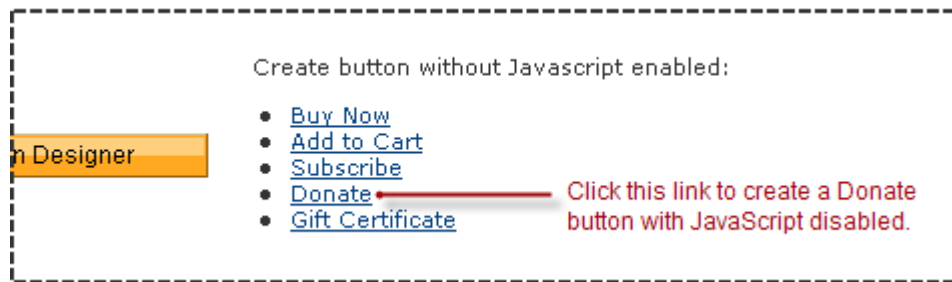 Create button without Javascript enabled:
Buy Now
Add to Cart
n Designer
Subscribe
Donate
Click this link to create a Donate
button with JavaScript disabled.
Gift Certificate